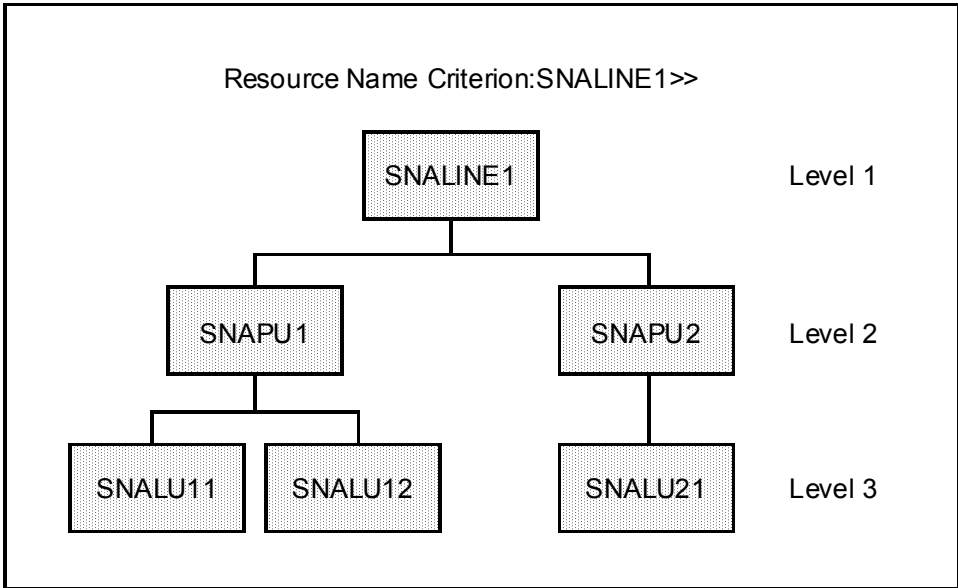 Resource Name Criterion:SNALINE1>>
SNALINE1 Level 1
SNAPU1 SNAPU2 Level 2
SNALU11 SNALU12 SNALU21 Level 3